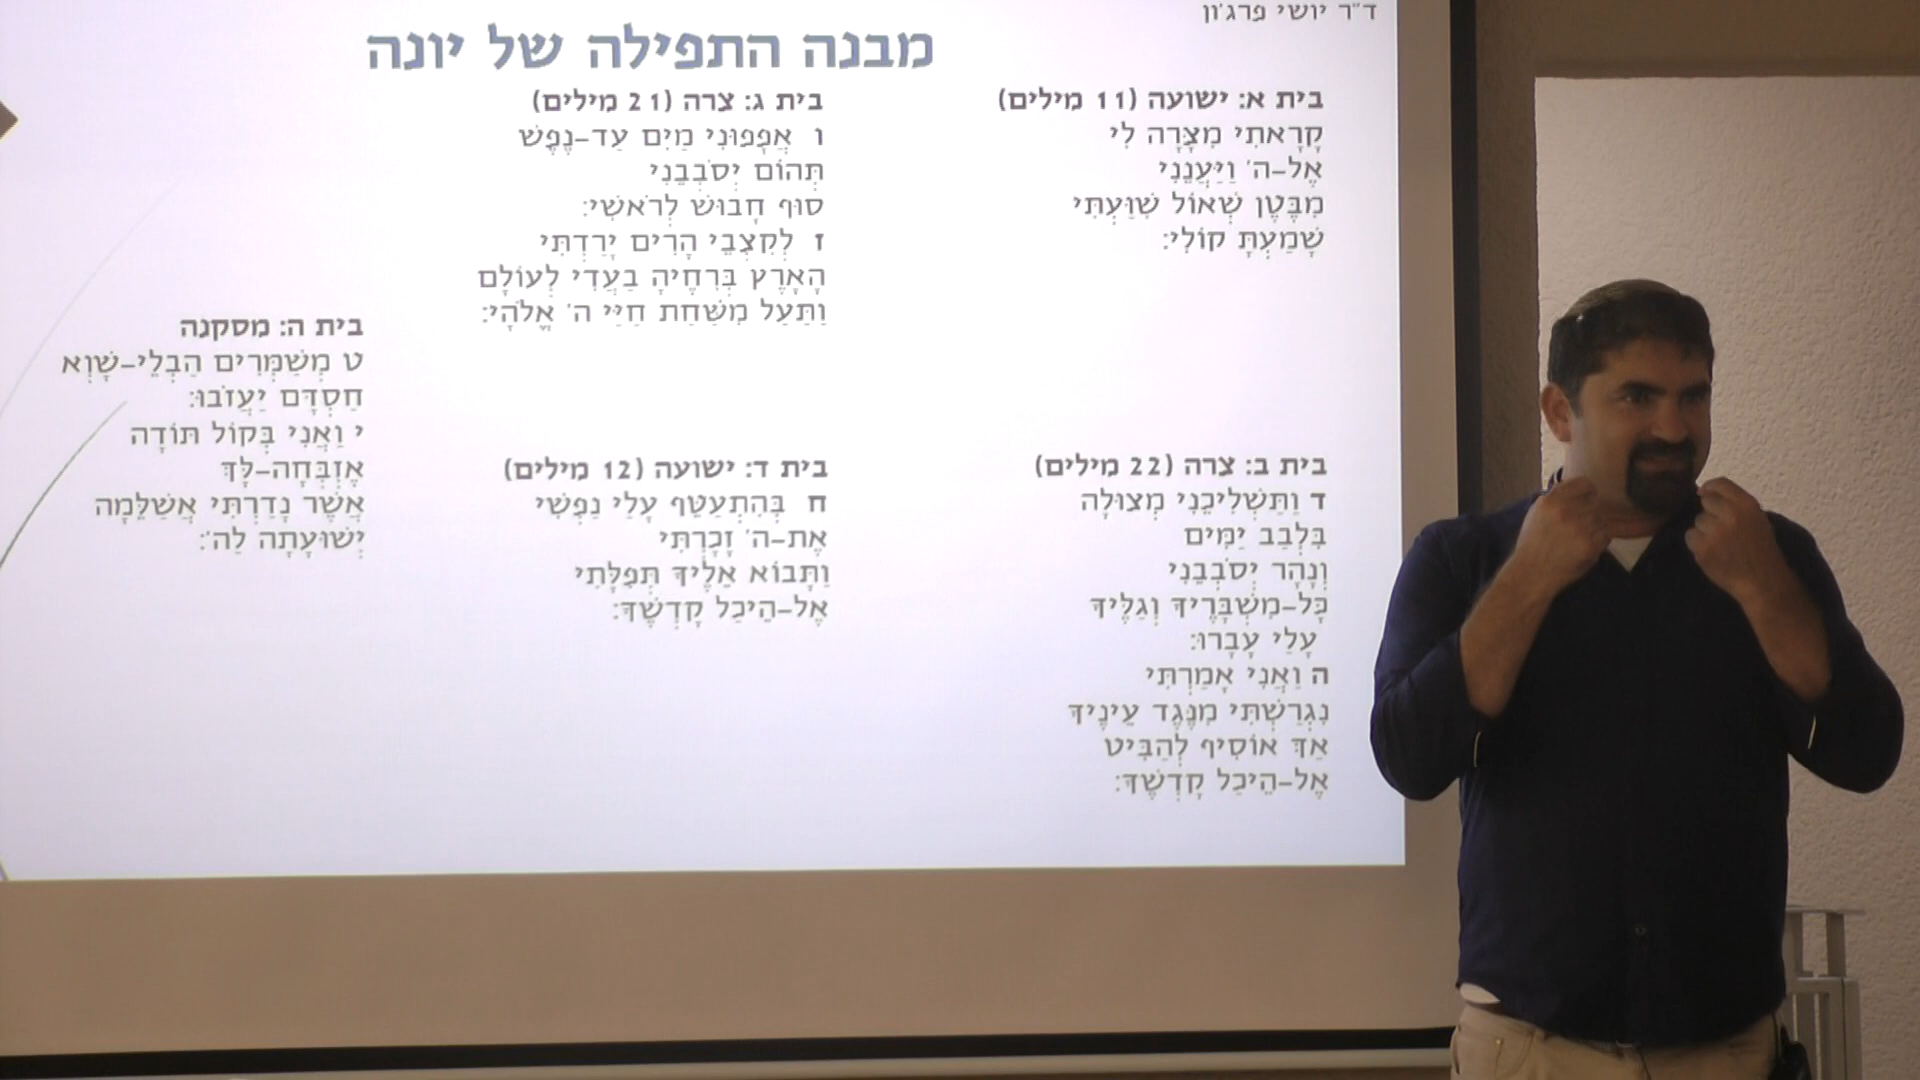 ד״ר יושי פרג׳ון
מבנה התפילה של יונה
בית א: ישועה (11 מילים)
קָרָאתִי מִצָּרָה לִי
אֶל-ה' וַיַּעֲנֵנִי
מִבֶּטֶן שְׁאוֹל שִׁוַּעְתִּי
שָׁמַעְתָּ קוֹלִי:
בית ב: צרה (22 מילים)
ד וַתַּשְׁלִיכֵנִי מְצוּלָה
בִּלְבַב יַמִּים
וְנָהָר יְסֹבְבֵנִי
כָּל-מִשְׁבָּרֶיךָ וְגַלֶּיךָ
עָלַי עָבָרוּ:
ה וַאֲנִי אָמַרְתִּי
נִגְרַשְׁתִּי מִנֶּגֶד עֵינֶיךָ
אַךְ אוֹסִיף לְהַבִּיט
אֶל-הֵיכַל קָדְשֶׁךָ:
בית ג: צרה (21 מילים)
ו אֲפָפוּנִי מַיִם עַד-נֶפֶשׁ
תְּהוֹם יְסֹבְבֵנִי
סוּף חָבוּשׁ לְרֹאשִׁי:
ז לְקִצְבֵי הָרִים יָרַדְתִּי
הָאָרֶץ בְּרִחֶיהָ בַעֲדִי לְעוֹלָם
וַתַּעַל מִשַּׁחַת חַיַּי ה' אֱלֹהָי:
בית ד: ישועה (12 מילים)
ח בְּהִתְעַטֵּף עָלַי נַפְשִׁי
אֶת-ה' זָכָרְתִּי
וַתָּבוֹא אֵלֶיךָ תְּפִלָּתִי
אֶל-הֵיכַל קָדְשֶׁךָ:
בית ה: מסקנה
ט מְשַׁמְּרִים הַבְלֵי-שָׁוְא
חַסְדָּם יַעֲזֹבוּ:
י וַאֲנִי בְּקוֹל תּוֹדָה
אֶזְבְּחָה-לָּךְ
אֲשֶׁר נָדַרְתִּי אֲשַׁלֵּמָה
יְשׁוּעָתָה לַה':